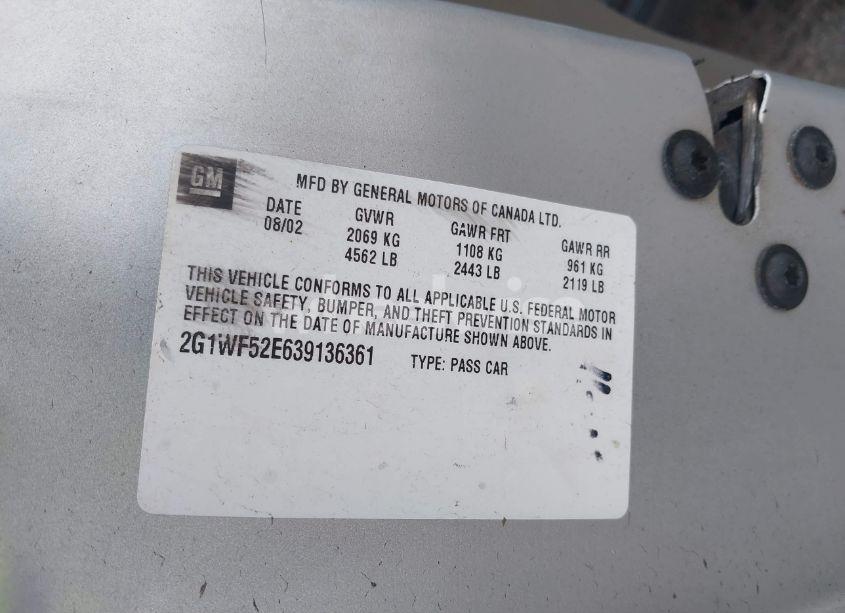 GM
MFD BY GENERAL MOTORS OF CANADA LTD.
DATE GVWR GAWR FRT GAWR RR
08/02 2069 KG 1108 KG 961 KG
4562 LB 2443 LB 2119 LB
THIS VEHICLE CONFORMS TO ALL APPLICABLE U.S. FEDERAL MOTOR
VEHICLE SAFETY, BUMPER, AND THEFT PREVENTION STANDARDS IN
EFFECT ON THE DATE OF MANUFACTURE SHOWN ABOVE.
2G1WF52E639136361 TYPE: PASS CAR